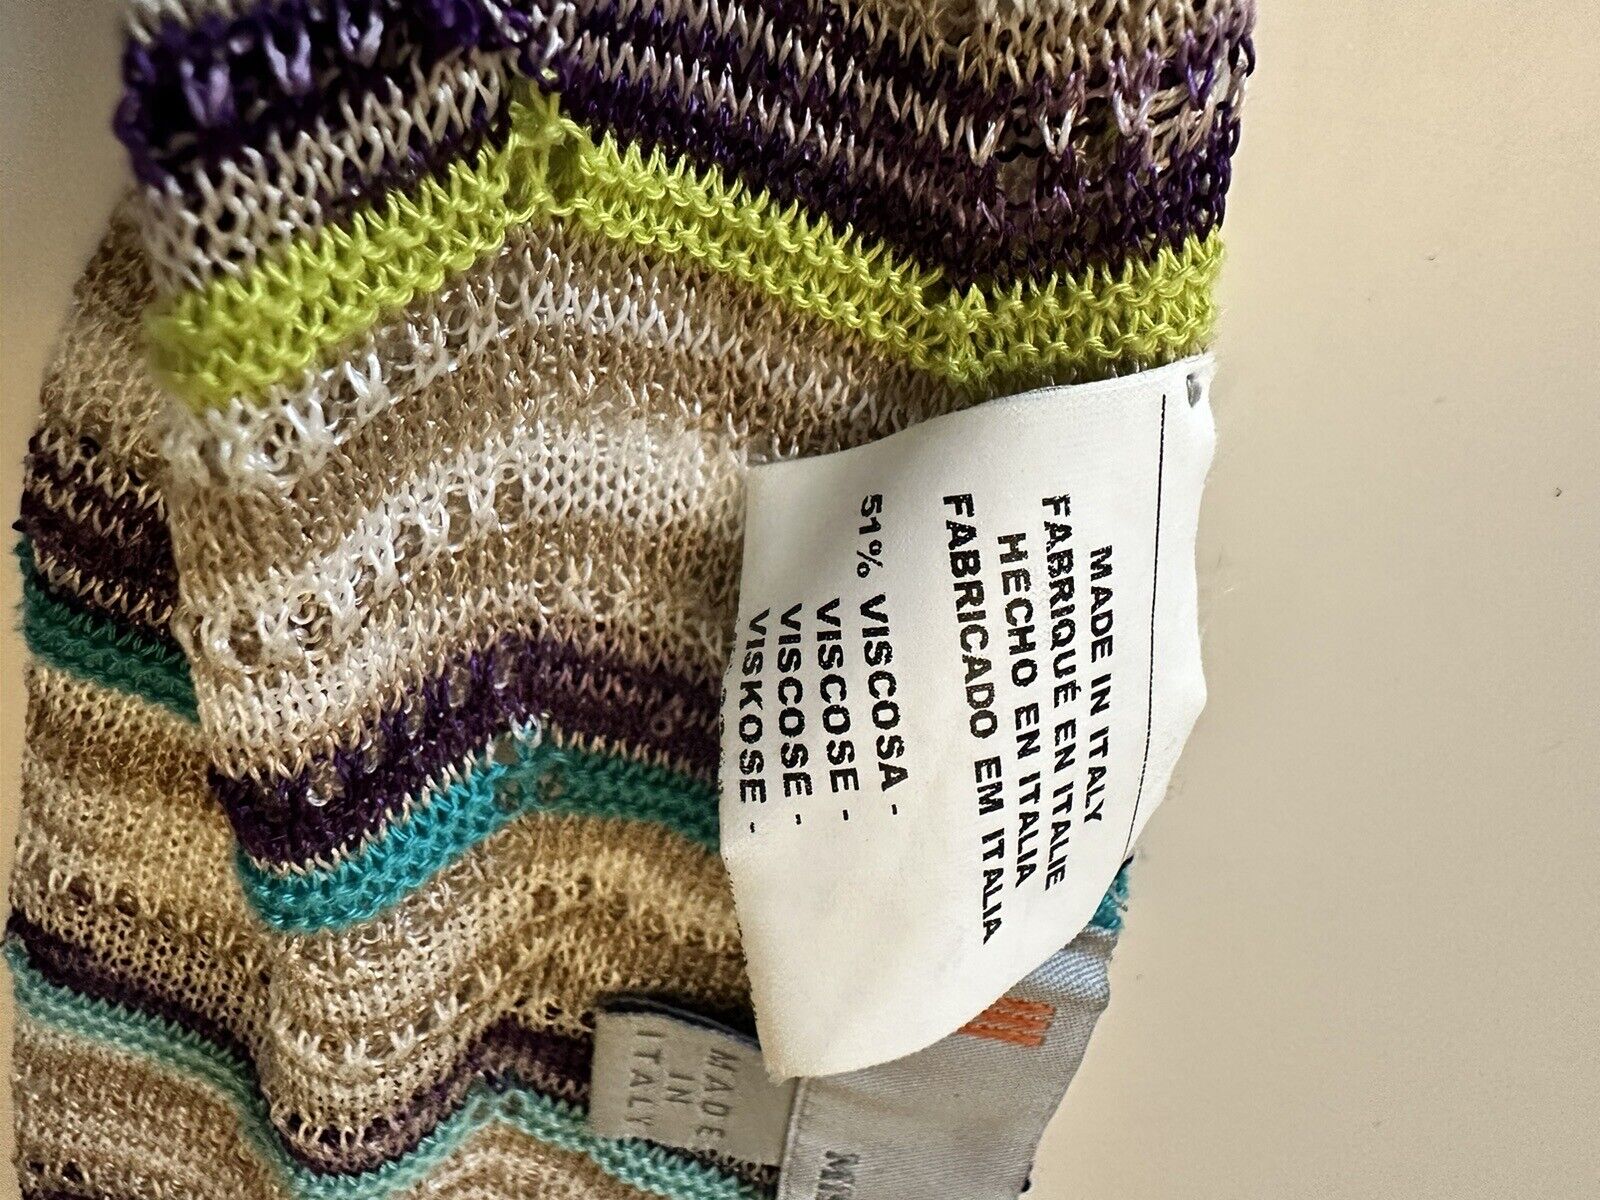 MADE IN ITALY
FABRIQUÉ EN ITALIE
HECHO EN ITALIA
FABRICADO EM ITALIA
51% VISCOSA -
VISCOSE -
VISCOSE -
VISKOSE -
MADE
IN
ITALY